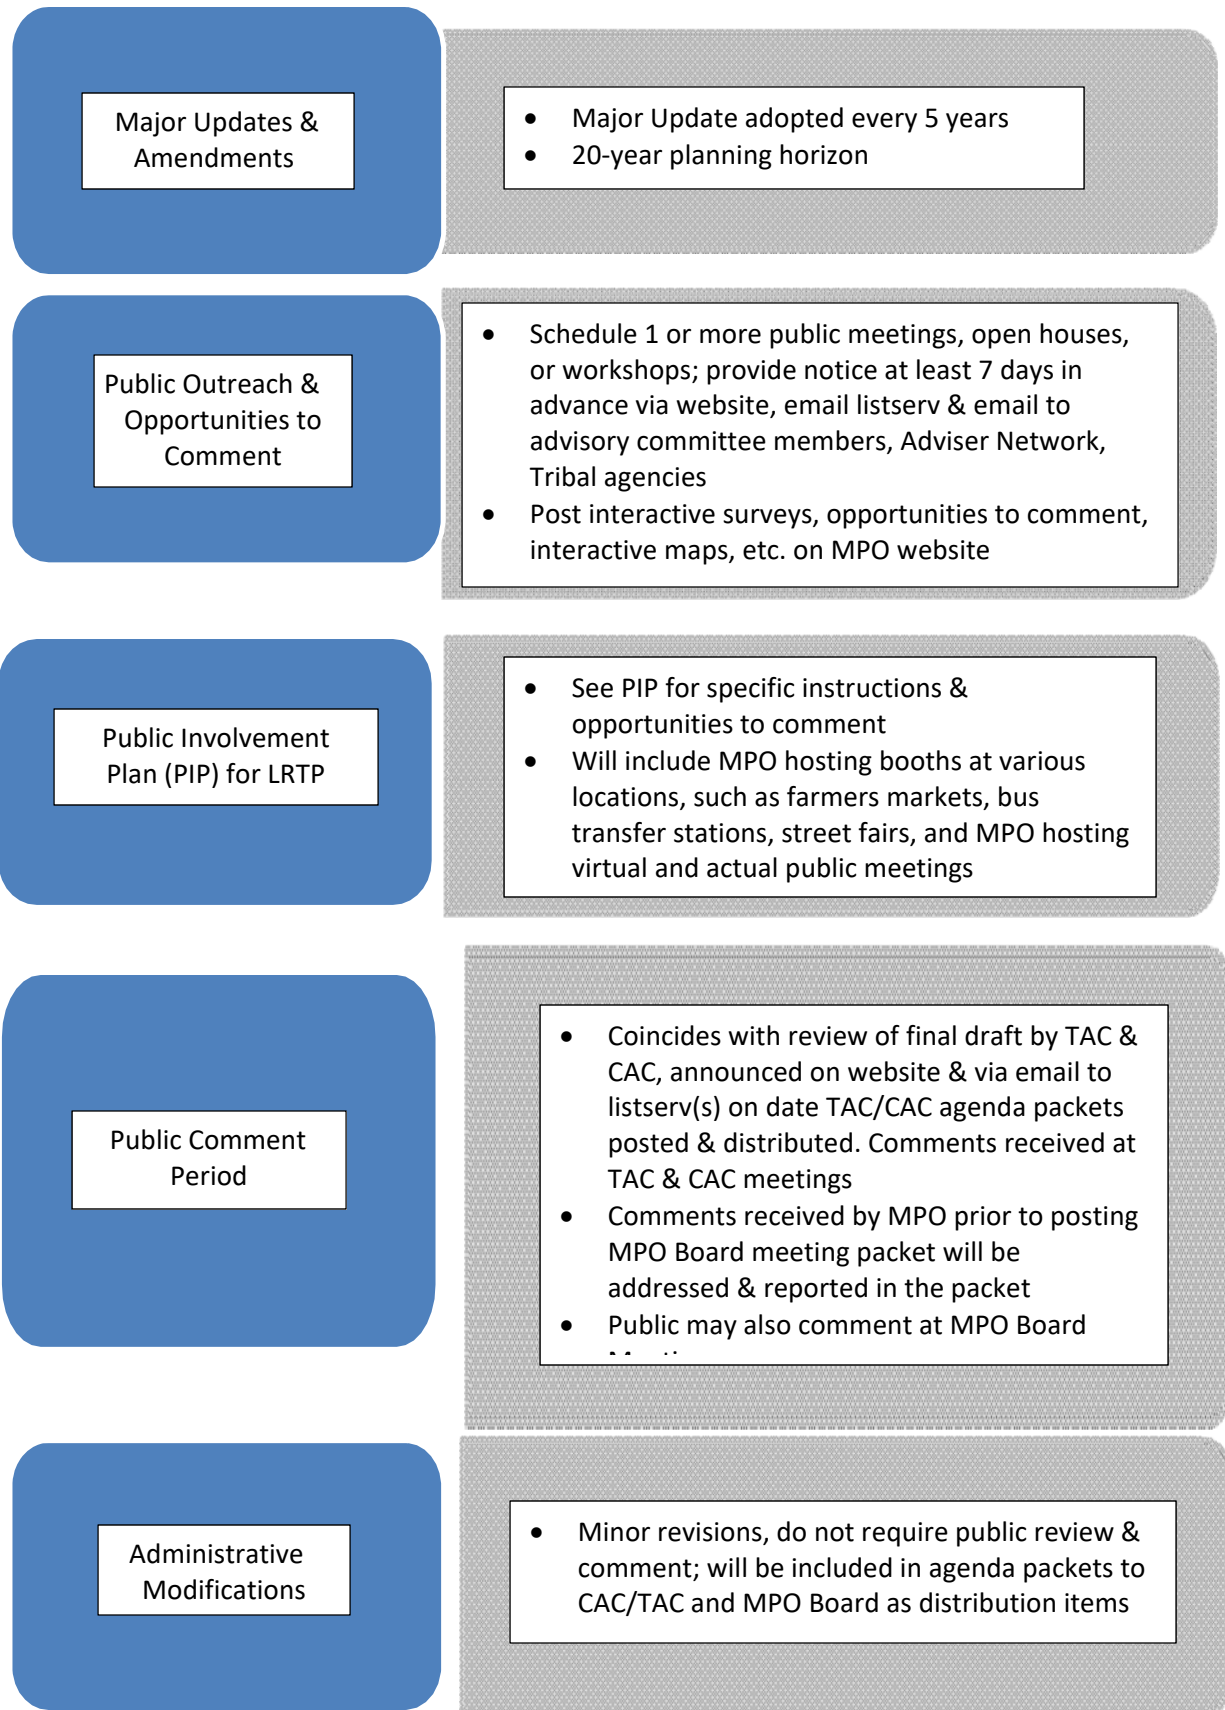 Major Updates &
Amendments
• Major Update adopted every 5 years
• 20-year planning horizon
Public Outreach &
Opportunities to
Comment
• Schedule 1 or more public meetings, open houses,
or workshops; provide notice at least 7 days in
advance via website, email listserv & email to
advisory committee members, Adviser Network,
Tribal agencies
• Post interactive surveys, opportunities to comment,
interactive maps, etc. on MPO website
Public Involvement
Plan (PIP) for LRTP
• See PIP for specific instructions &
opportunities to comment
• Will include MPO hosting booths at various
locations, such as farmers markets, bus
transfer stations, street fairs, and MPO hosting
virtual and actual public meetings
Public Comment
Period
• Coincides with review of final draft by TAC &
CAC, announced on website & via email to
listserv(s) on date TAC/CAC agenda packets
posted & distributed. Comments received at
TAC & CAC meetings
• Comments received by MPO prior to posting
MPO Board meeting packet will be
addressed & reported in the packet
• Public may also comment at MPO Board
Administrative
Modifications
• Minor revisions, do not require public review &
comment; will be included in agenda packets to
CAC/TAC and MPO Board as distribution items